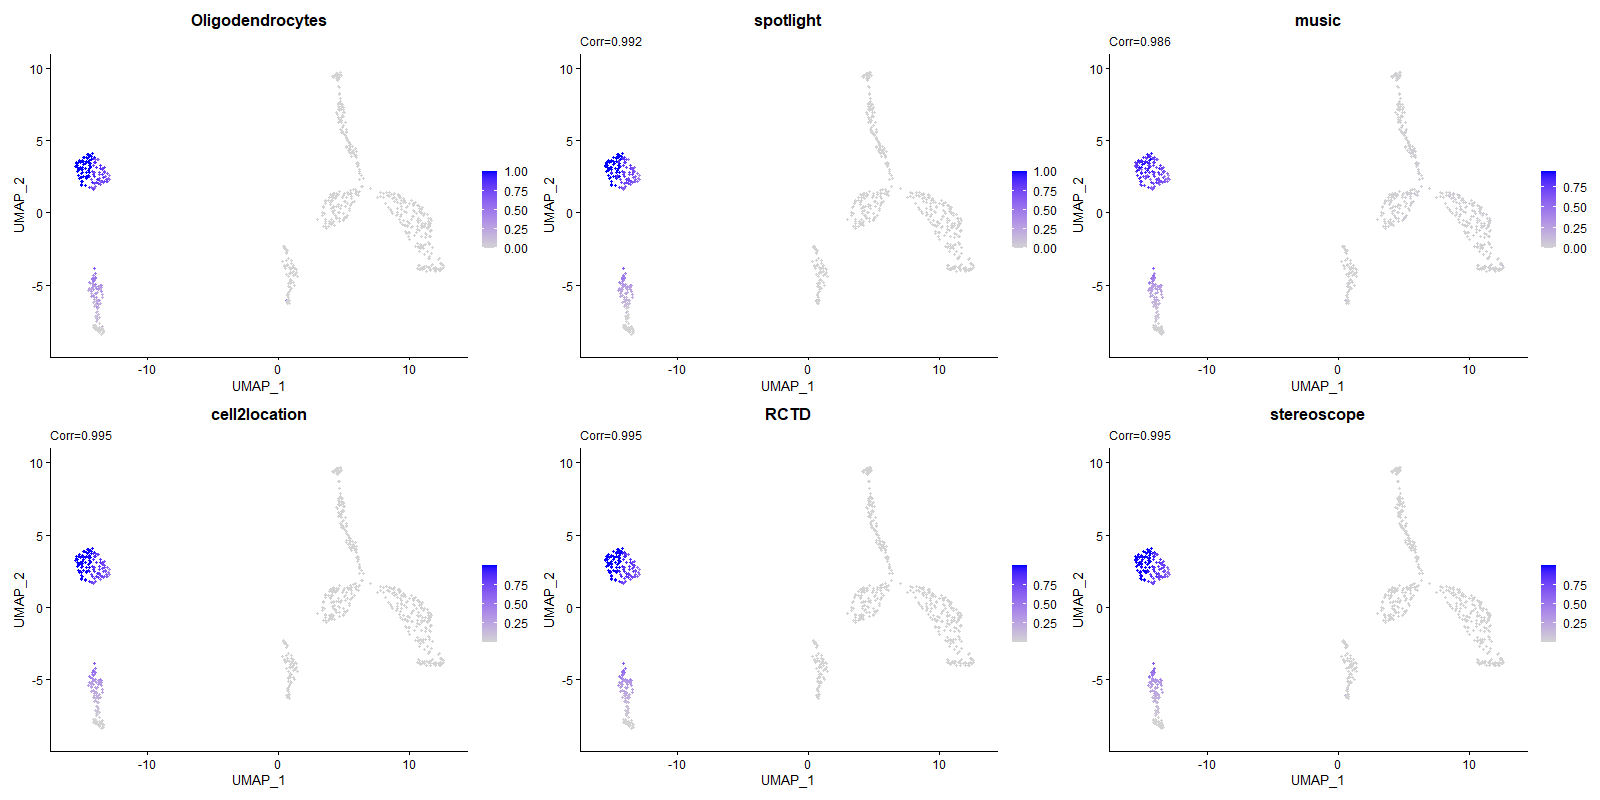 Oligodendrocytes
10
5
0
-5
-10
0
10
UMAP_1
UMAP_2
1.00
0.75
0.50
0.25
0.00
spotlight
Corr=0.992
10
5
0
-5
-10
0
10
UMAP_1
UMAP_2
1.00
0.75
0.50
0.25
0.00
music
Corr=0.986
10
5
0
-5
-10
0
10
UMAP_1
UMAP_2
0.75
0.50
0.25
0.00
cell2location
Corr=0.995
10
5
0
-5
-10
0
10
UMAP_1
UMAP_2
0.75
0.50
0.25
RCTD
Corr=0.995
10
5
0
-5
-10
0
10
UMAP_1
UMAP_2
0.75
0.50
0.25
stereoscope
Corr=0.995
10
5
0
-5
-10
0
10
UMAP_1
UMAP_2
0.75
0.50
0.25